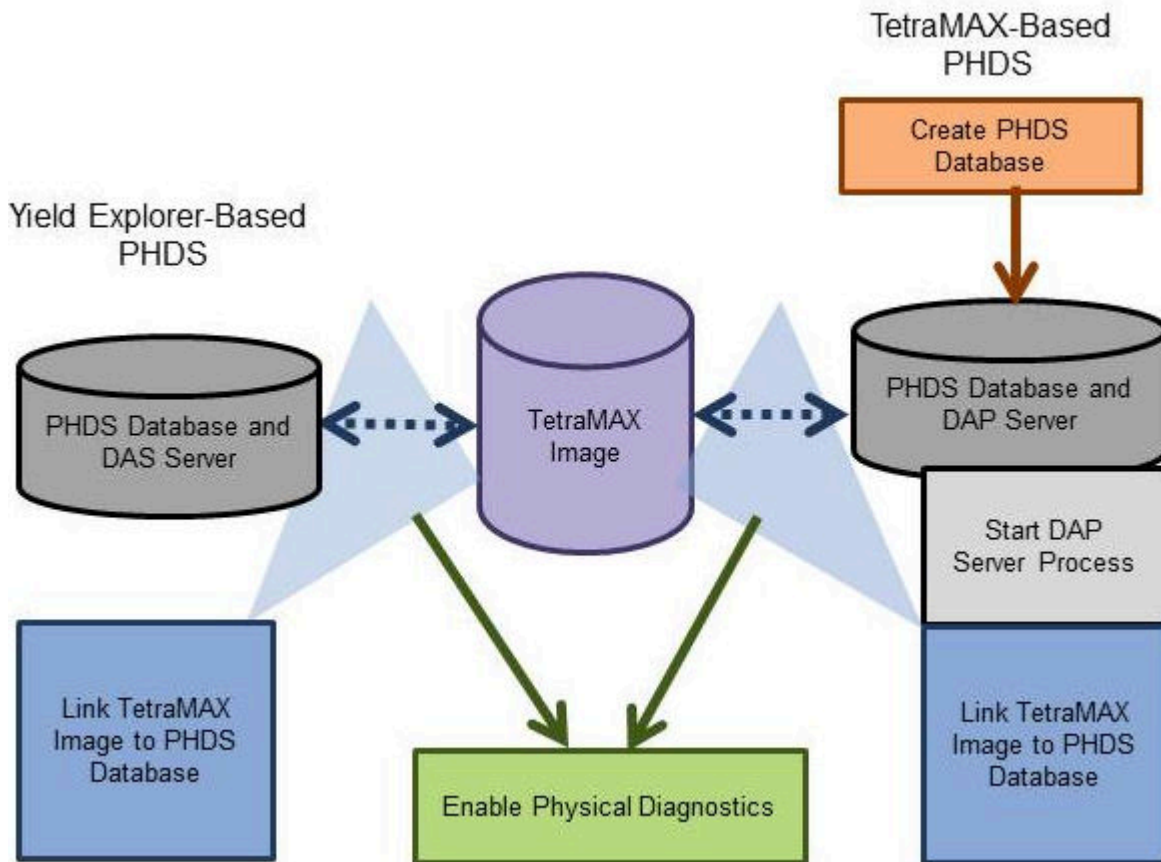 TetraMAX-Based
PHDS
Create PHDS
Database
Yield Explorer-Based
PHDS
PHDS Database and
DAS Server
TetraMAX
Image
PHDS Database and
DAP Server
Start DAP
Server Process
Link TetraMAX
Image to PHDS
Database
Enable Physical Diagnostics
Link TetraMAX
Image to PHDS
Database